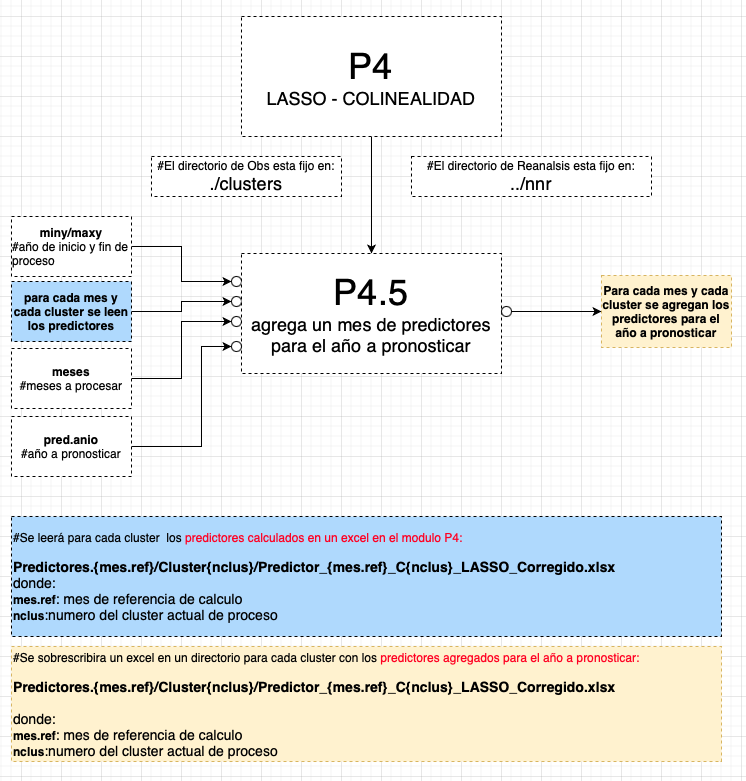 P4
LASSO - COLINEALIDAD
#El directorio de Obs esta fijo en:
./clusters
#El directorio de Reanalsis esta fijo en:
../nnr
miny/maxy
#año de inicio y fin de
proceso
para cada mes y
cada cluster se leen
los predictores
meses
#meses a procesar
pred.anio
#año a pronosticar
P4.5
agrega un mes de predictores
para el año a pronosticar
Para cada mes y cada
cluster se agregan los
predictores para el
año a pronosticar
#Se leerá para cada cluster los predictores calculados en un excel en el modulo P4:
Predictores.{mes.ref}/Cluster{nclus}/Predictor_{mes.ref}_C{nclus}_LASSO_Corregido.xlsx
donde:
mes.ref: mes de referencia de calculo
nclus:numero del cluster actual de proceso
#Se sobrescribira un excel en un directorio para cada cluster con los predictores agregados para el año a pronosticar:
Predictores.{mes.ref}/Cluster{nclus}/Predictor_{mes.ref}_C{nclus}_LASSO_Corregido.xlsx
donde:
mes.ref: mes de referencia de calculo
nclus:numero del cluster actual de proceso